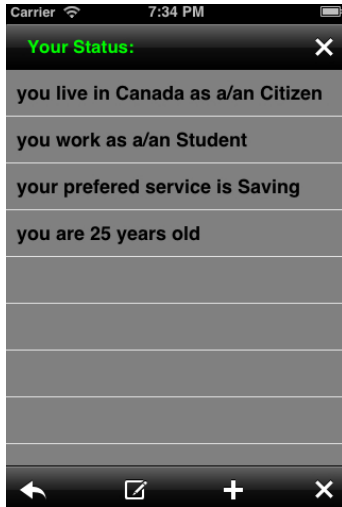 Carrier 7:34 PM
Your Status:
you live in Canada as a/an Citizen
you work as a/an Student
your prefered service is Saving
you are 25 years old